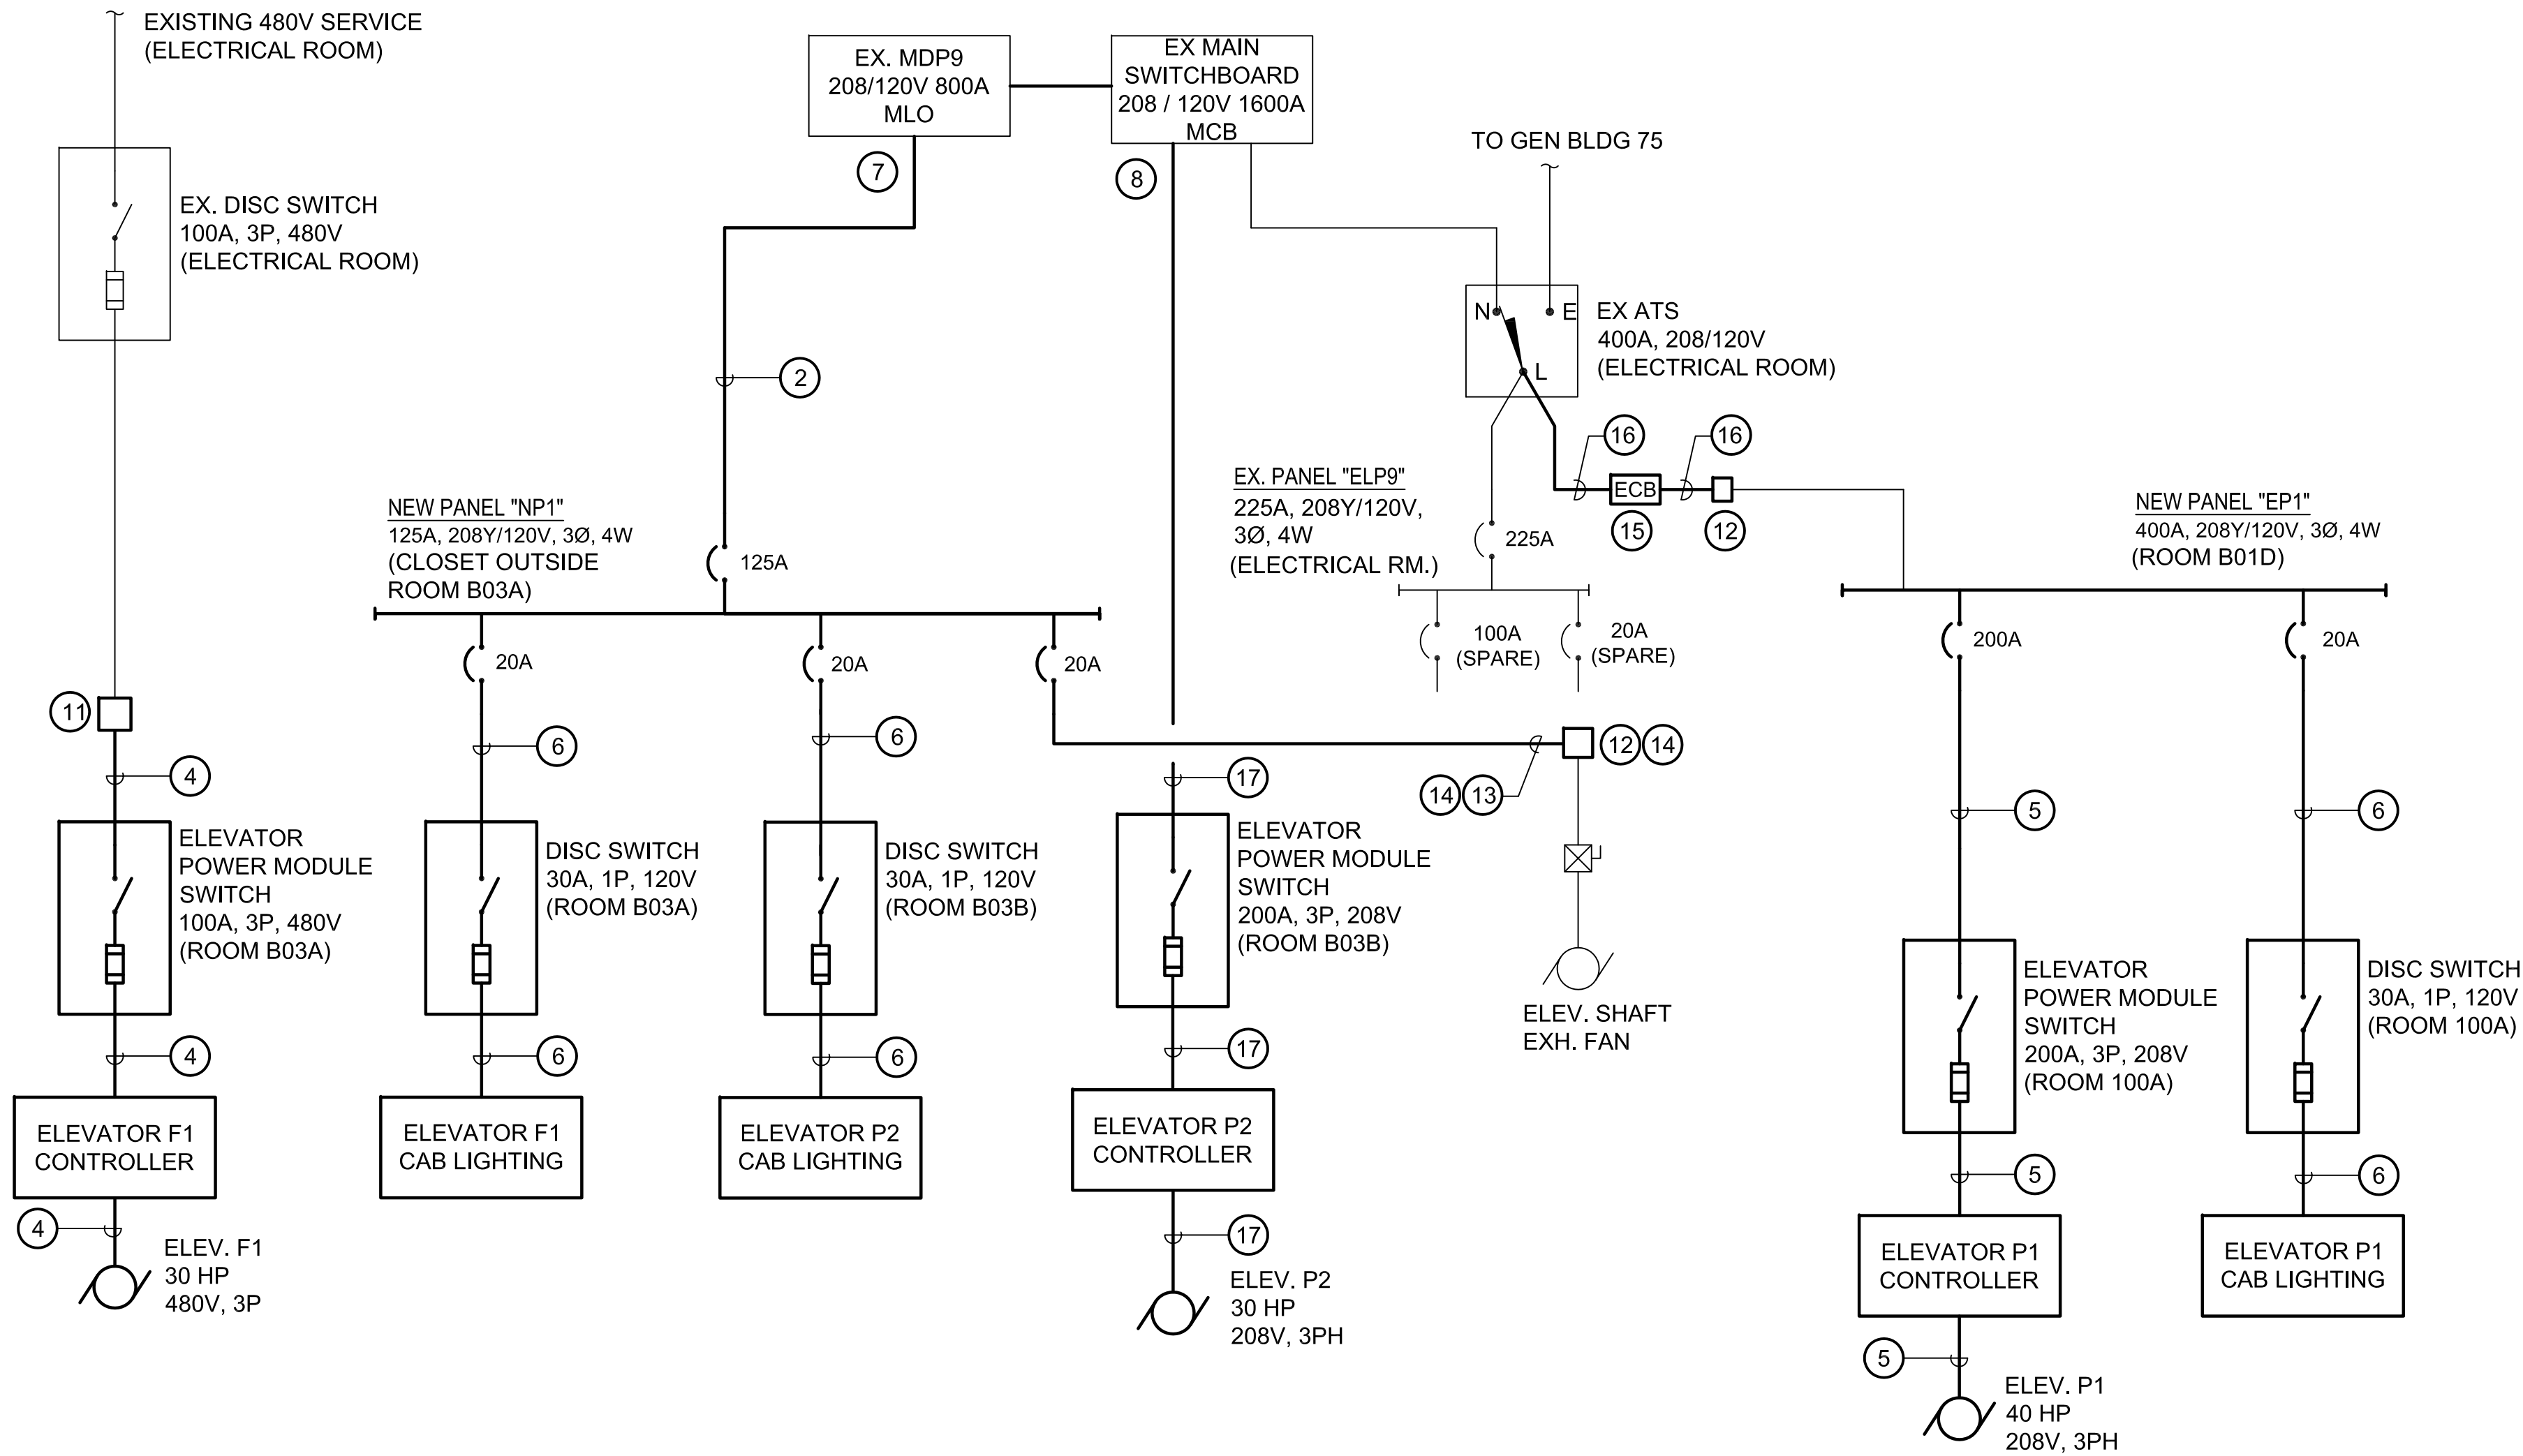 EXISTING 480V SERVICE
(ELECTRICAL ROOM)
EX. DISC SWITCH
100A, 3P, 480V
(ELECTRICAL ROOM)
11
4
ELEVATOR
POWER MODULE
SWITCH
100A, 3P, 480V
(ROOM B03A)
4
ELEVATOR F1
CONTROLLER
4
ELEV. F1
30 HP
480V, 3P
EX. MDP9
208/120V 800A
MLO
7
2
EX MAIN
SWITCHBOARD
208 / 120V 1600A
MCB
8
NEW PANEL "NP1"
125A, 208Y/120V, 3Ø, 4W
(CLOSET OUTSIDE
ROOM B03A)
125A
20A
20A
20A
6
DISC SWITCH
30A, 1P, 120V
(ROOM B03A)
6
ELEVATOR F1
CAB LIGHTING
6
DISC SWITCH
30A, 1P, 120V
(ROOM B03B)
6
ELEVATOR P2
CAB LIGHTING
17
ELEVATOR
POWER MODULE
SWITCH
200A, 3P, 208V
(ROOM B03B)
17
ELEVATOR P2
CONTROLLER
17
ELEV. P2
30 HP
208V, 3PH
TO GEN BLDG 75
N
E
L
EX ATS
400A, 208/120V
(ELECTRICAL ROOM)
16
16
ECB
15
12
EX. PANEL "ELP9"
225A, 208Y/120V,
3Ø, 4W
(ELECTRICAL RM.)
225A
100A
(SPARE)
20A
(SPARE)
12 14
14 13
ELEV. SHAFT
EXH. FAN
NEW PANEL "EP1"
400A, 208Y/120V, 3Ø, 4W
(ROOM B01D)
200A
20A
5
ELEVATOR
POWER MODULE
SWITCH
200A, 3P, 208V
(ROOM 100A)
5
ELEVATOR P1
CONTROLLER
5
ELEV. P1
40 HP
208V, 3PH
6
DISC SWITCH
30A, 1P, 120V
(ROOM 100A)
6
ELEVATOR P1
CAB LIGHTING